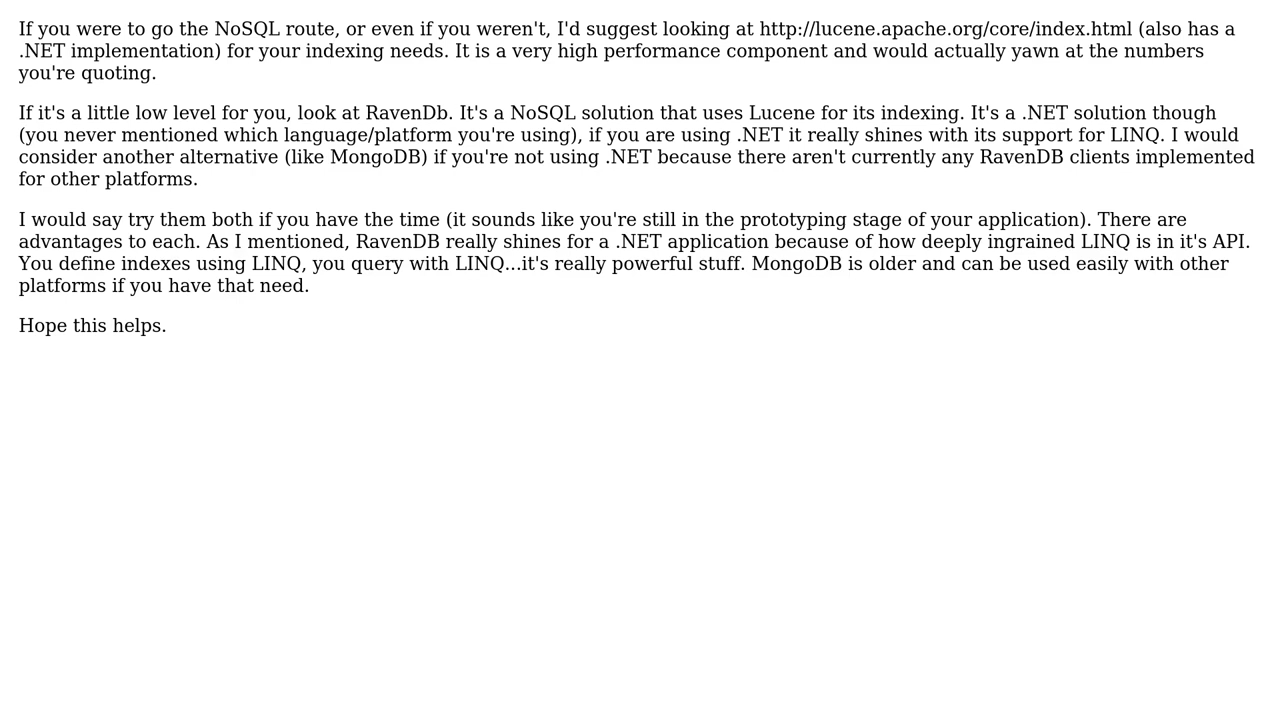 If you were to go the NoSQL route, or even if you weren't, I'd suggest looking at http://lucene.apache.org/core/index.html (also has a
.NET implementation) for your indexing needs. It is a very high performance component and would actually yawn at the numbers
you're quoting.
If it's a little low level for you, look at RavenDb. It's a NoSQL solution that uses Lucene for its indexing. It's a .NET solution though
(you never mentioned which language/platform you're using), if you are using .NET it really shines with its support for LINQ. I would
consider another alternative (like MongoDB) if you're not using .NET because there aren't currently any RavenDB clients implemented
for other platforms.
I would say try them both if you have the time (it sounds like you're still in the prototyping stage of your application). There are
advantages to each. As I mentioned, RavenDB really shines for a .NET application because of how deeply ingrained LINQ is in it's API.
You define indexes using LINQ, you query with LINQ...it's really powerful stuff. MongoDB is older and can be used easily with other
platforms if you have that need.
Hope this helps.